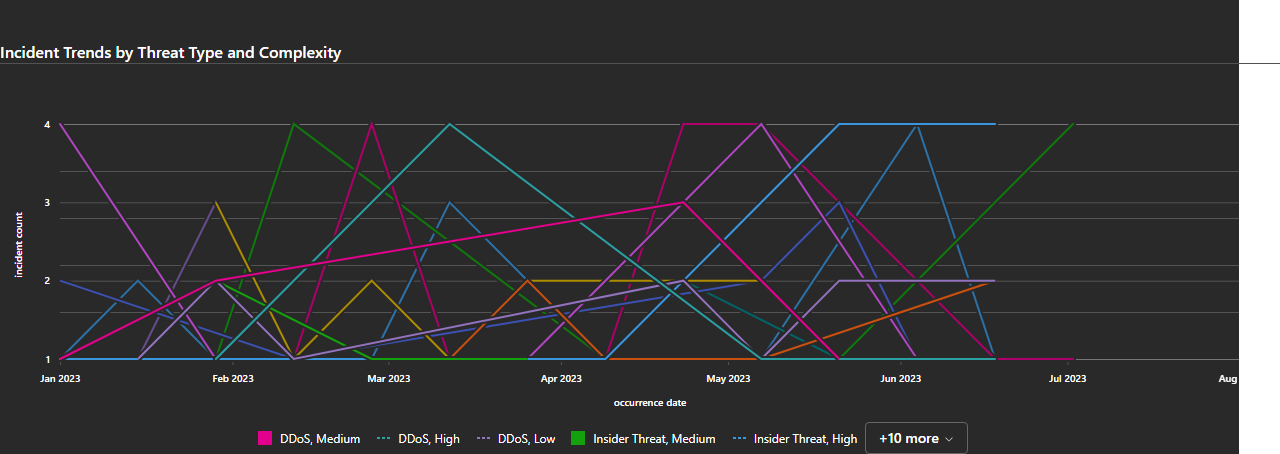 Incident Trends by Threat Type and Complexity
4
3
2
1
incident count
Jan 2023 Feb 2023 Mar 2023 Apr 2023 May 2023 Jun 2023 Jul 2023 Aug
occurrence date
DDoS, Medium DDoS, High DDoS, Low Insider Threat, Medium Insider Threat, High +10 more